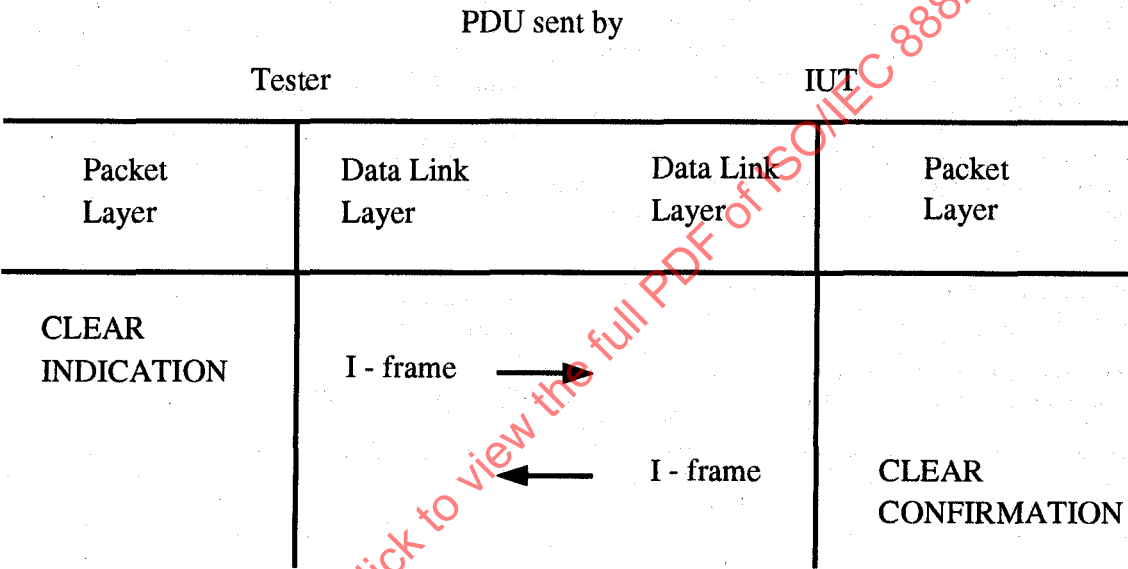 PDU sent by
Tester IUT
Packet Layer Data Link Layer Data Link Layer Packet Layer
CLEAR INDICATION
I - frame
I - frame
CLEAR CONFIRMATION
click to view the full PDF of ISO/IEC